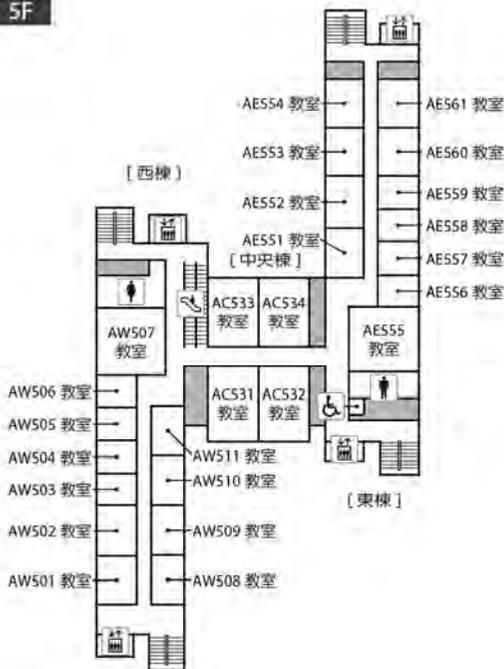 5F
AE554 教室
AE561 教室
AE553 教室
AE560 教室
[西棟]
AE552 教室
AE559 教室
AE558 教室
AE551 教室
[中央棟]
AE557 教室
AE556 教室
AC533
教室
AC534
教室
AW507
教室
AE555
教室
AW506 教室
AC531
教室
AC532
教室
AW505 教室
AW504 教室
AW511 教室
AW503 教室
AW510 教室
[東棟]
AW502 教室
AW509 教室
AW501 教室
AW508 教室